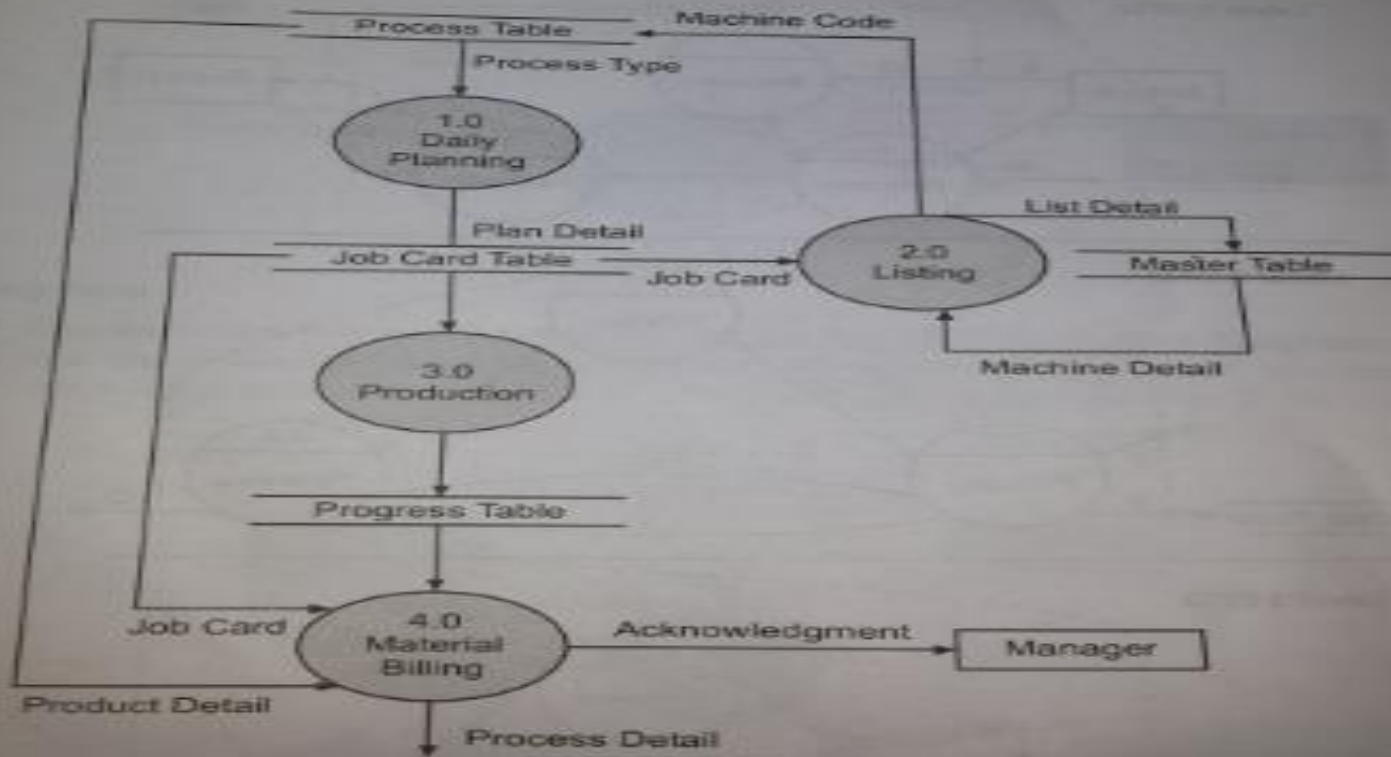 Machine Code
Process Table
Process Type
1.0
Daily
Planning
Plan Detail
List Detail
Job Card Table
Job Card
2.0
Listing
Master Table
Machine Detail
3.0
Production
Progress Table
Job Card
4.0
Material
Billing
Acknowledgment
Manager
Product Detail
Process Detail